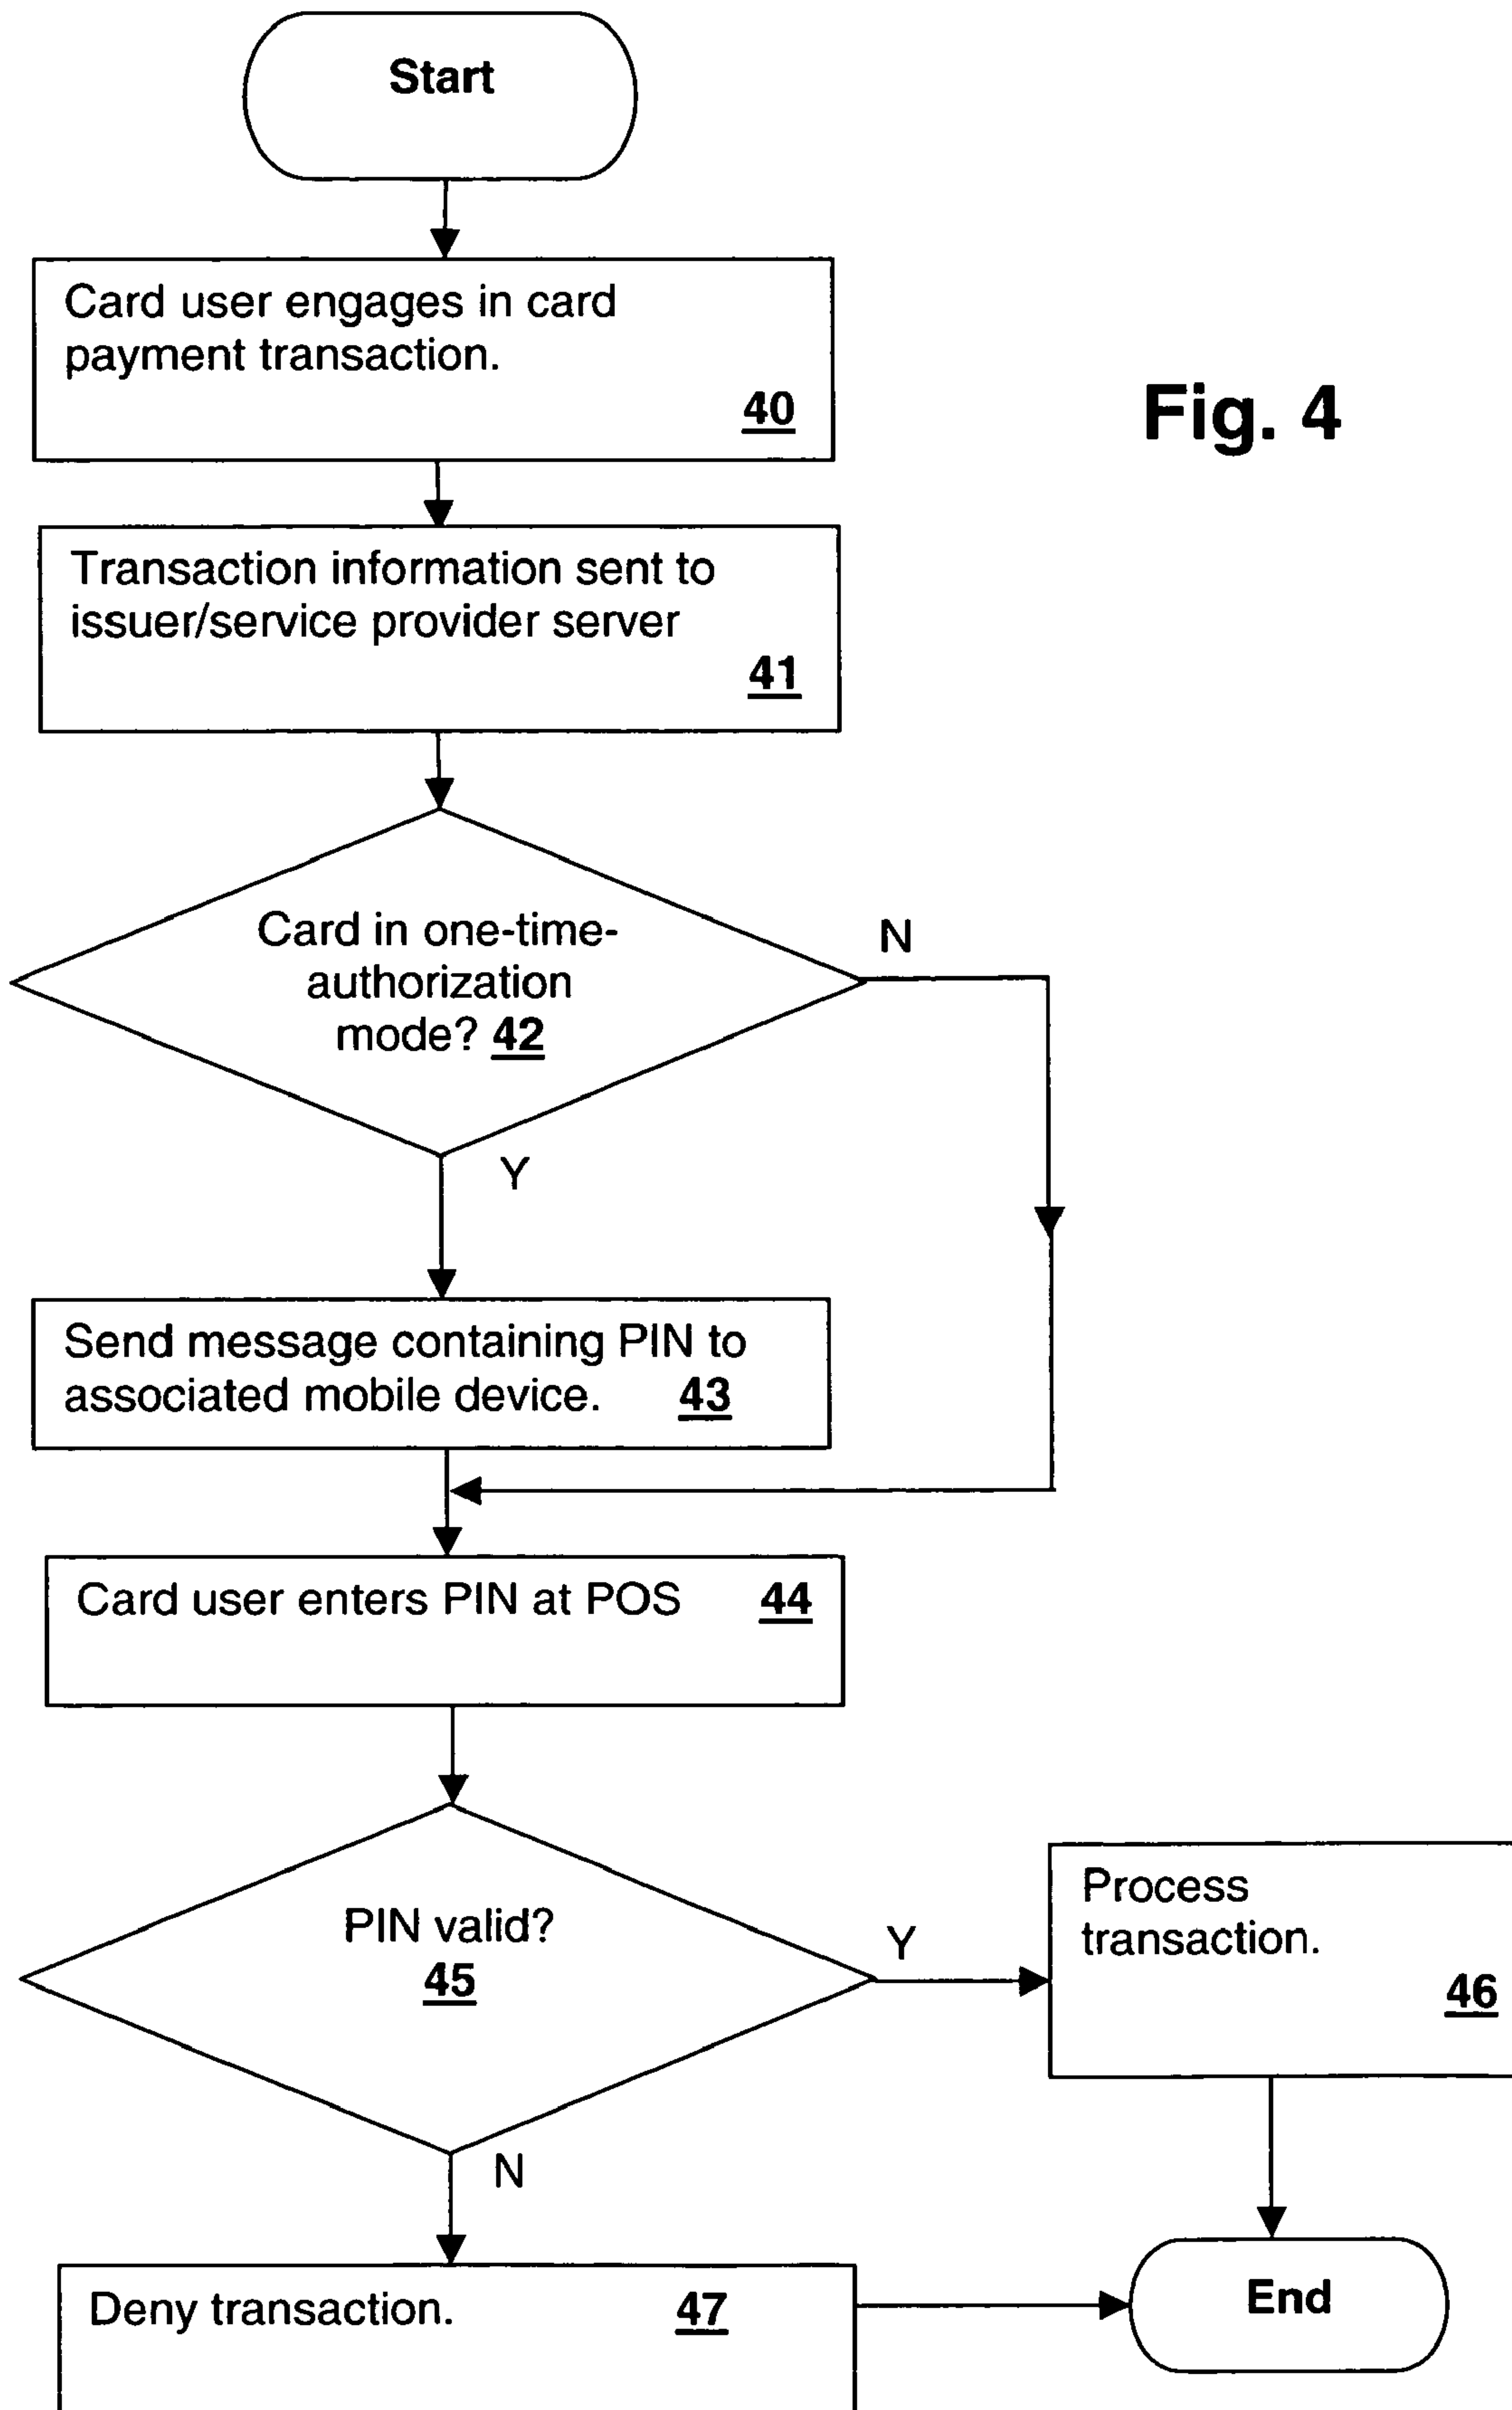 Start
Card user engages in card
payment transaction.
40
Fig. 4
Transaction information sent to
issuer/service provider server
41
Card in one-time-
authorization
mode? 42
N
Y
Send message containing PIN to
associated mobile device. 43
Card user enters PIN at POS 44
PIN valid?
45
Y
Process
transaction.
46
N
Deny transaction. 47
End